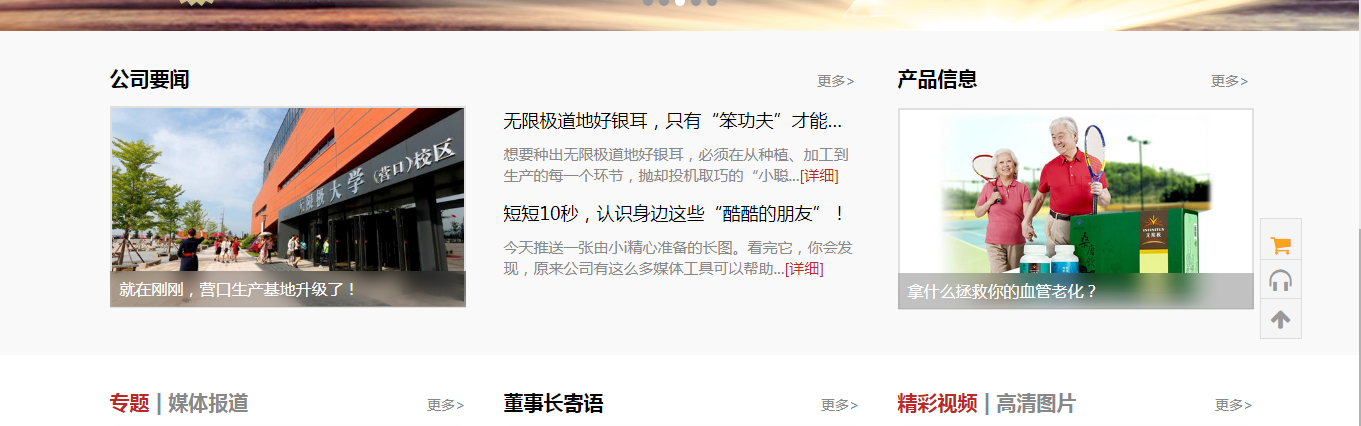 公司要闻
更多>
产品信息
更多>
无限极道地好银耳，只有“笨功夫”才能...
想要种出无限极道地好银耳，必须在从种植、加工到
生产的每一个环节，抛却投机取巧的“小聪...[详细]
短短10秒，认识身边这些“酷酷的朋友”！
今天推送一张由小i精心准备的长图。看完它，你会发
现，原来公司有这么多媒体工具可以帮助...[详细]
无限极大学（营口）校区
就在刚刚，营口生产基地升级了！
INFINITUS
无限极
拿什么拯救你的血管老化？
专题 | 媒体报道
更多>
董事长寄语
更多>
精彩视频 | 高清图片
更多>